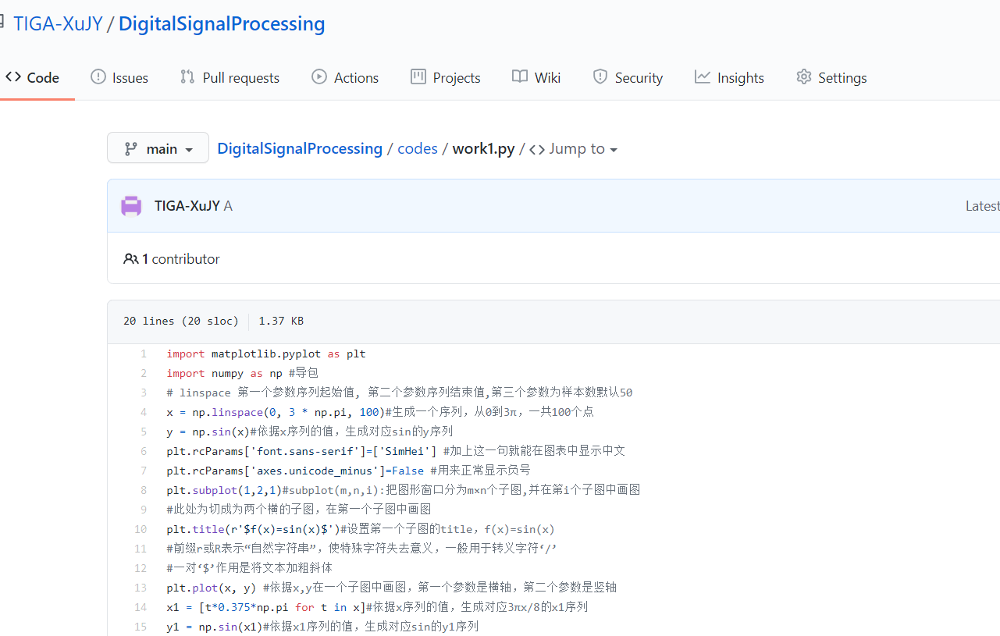 TIGA-XuJY / DigitalSignalProcessing
Code Issues Pull requests Actions Projects Wiki Security Insights Settings
main DigitalSignalProcessing / codes / work1.py / <> Jump to
TIGA-XuJY A Latest
1 contributor
20 lines (20 sloc) 1.37 KB
1 import matplotlib.pyplot as plt
2 import numpy as np #导包
3 # linspace 第一个参数序列起始值, 第二个参数序列结束值,第三个参数为样本数默认50
4 x = np.linspace(0, 3 * np.pi, 100)#生成一个序列，从0到3π，一共100个点
5 y = np.sin(x)#依据x序列的值，生成对应sin的y序列
6 plt.rcParams['font.sans-serif']=['SimHei'] #加上这一句就能在图表中显示中文
7 plt.rcParams['axes.unicode_minus']=False #用来正常显示负号
8 plt.subplot(1,2,1)#subplot(m,n,i):把图形窗口分为m×n个子图,并在第i个子图中画图
9 #此处为切成为两个横的子图，在第一个子图中画图
10 plt.title(r'$f(x)=sin(x)$')#设置第一个子图的title，f(x)=sin(x)
11 #前缀r或R表示“自然字符串”，使特殊字符失去意义，一般用于转义字符‘/’
12 #一对‘$’作用是将文本加粗斜体
13 plt.plot(x, y) #依据x,y在一个子图中画图，第一个参数是横轴，第二个参数是竖轴
14 x1 = [t*0.375*np.pi for t in x]#依据x序列的值，生成对应3πx/8的x1序列
15 y1 = np.sin(x1)#依据x1序列的值，生成对应sin的y1序列